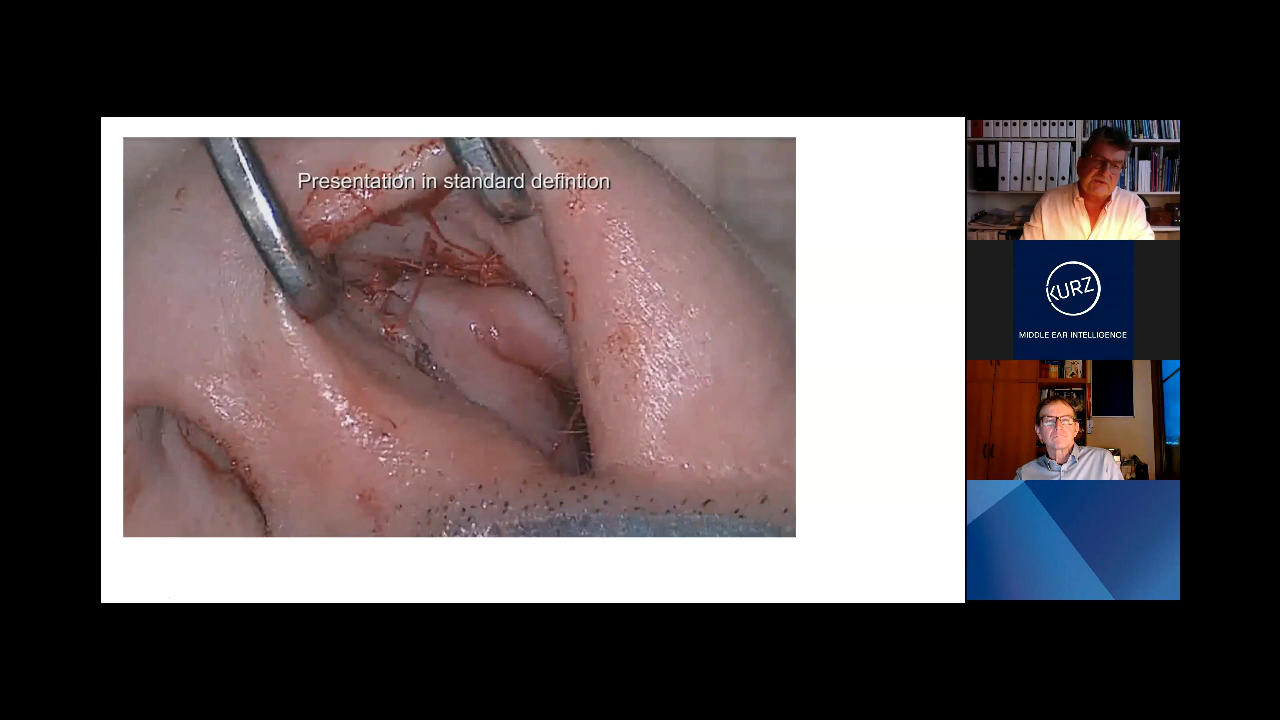 Presentation in standard defintion
KURZ
MIDDLE EAR INTELLIGENCE